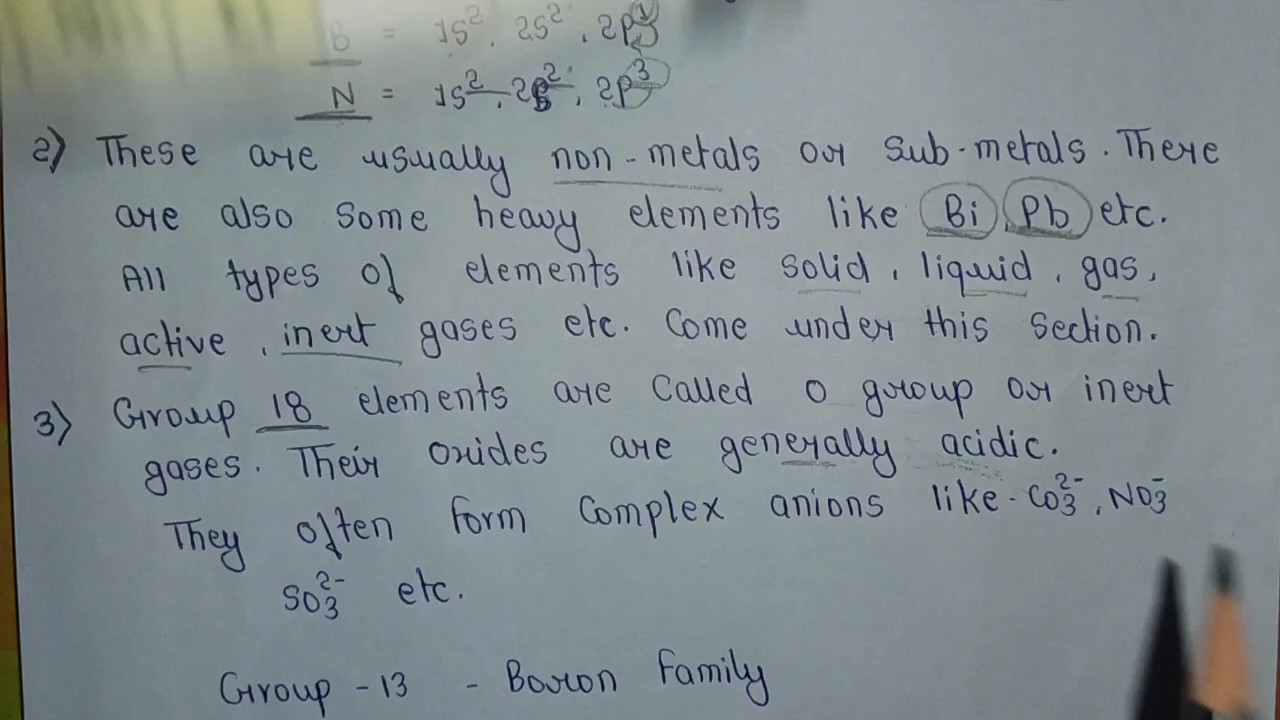 B = 1s², 2s², 2p¹
N = 1s², 2s², 2p³
2) These are usually non-metals or sub-metals. There
are also some heavy elements like Bi, Pb etc.
All types of elements like solid, liquid, gas,
active, inert gases etc. come under this section.
3) Group 18 elements are called 0 group or inert
gases. Their oxides are generally acidic.
They often form complex anions like - CO₃²⁻, NO₃⁻
SO₃²⁻ etc.
Group - 13 - Boron Family